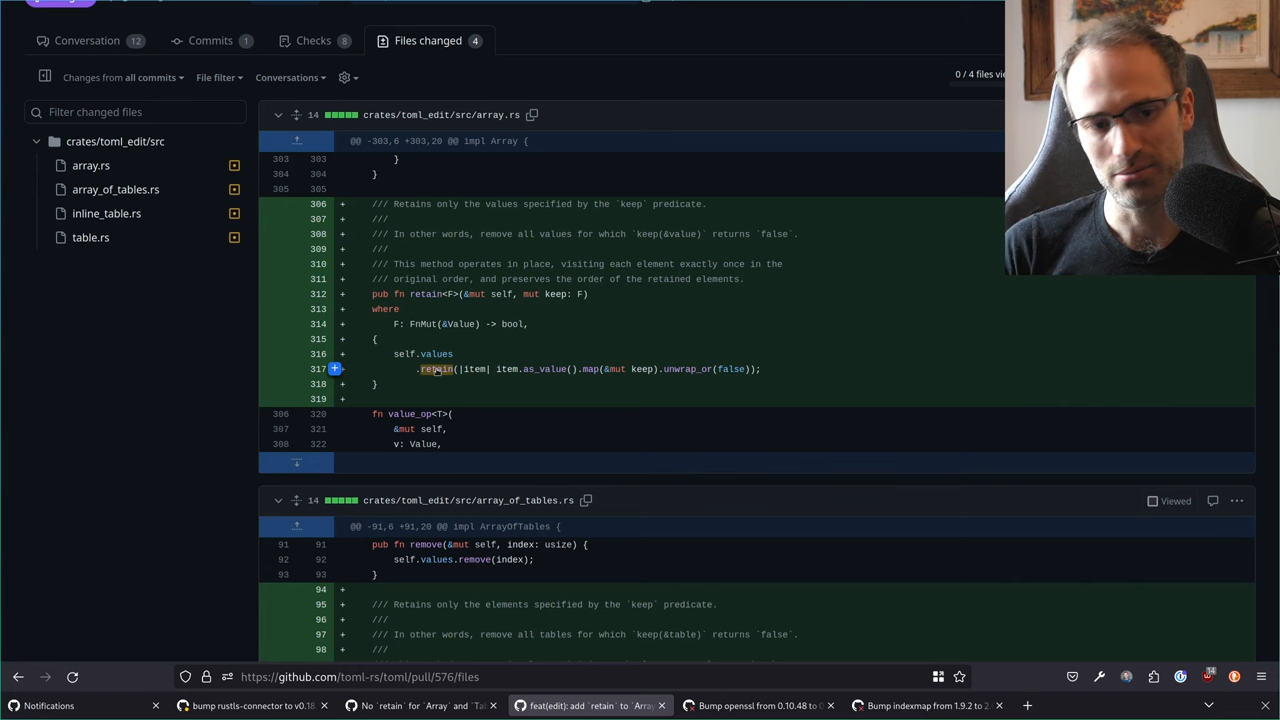 Conversation 12
Commits 1
Checks 8
Files changed 4
Changes from all commits
File filter
Conversations
0 / 4 files vie
Filter changed files
crates/toml_edit/src
array.rs
array_of_tables.rs
inline_table.rs
table.rs
14 crates/toml_edit/src/array.rs
@@ -303,6 +303,20 @@ impl Array {
303 303 }
304 304 }
305 305
306 + /// Retains only the values specified by the `keep` predicate.
307 + ///
308 + /// In other words, remove all values for which `keep(&value)` returns `false`.
309 + ///
310 + /// This method operates in place, visiting each element exactly once in the
311 + /// original order, and preserves the order of the retained elements.
312 + pub fn retain<F>(&mut self, mut keep: F)
313 + where
314 + F: FnMut(&Value) -> bool,
315 + {
316 + self.values
317 + .retain(|item| item.as_value().map(&mut keep).unwrap_or(false));
318 + }
319 +
306 320 fn value_op<T>(
307 321 &mut self,
308 322 v: Value,
14 crates/toml_edit/src/array_of_tables.rs
Viewed
@@ -91,6 +91,20 @@ impl ArrayOfTables {
91 91 pub fn remove(&mut self, index: usize) {
92 92 self.values.remove(index);
93 93 }
94 +
95 + /// Retains only the elements specified by the `keep` predicate.
96 + ///
97 + /// In other words, remove all tables for which `keep(&table)` returns `false`.
98 + ///
https://github.com/toml-rs/toml/pull/576/files
14
Notifications
bump rustls-connector to v0.18
No `retain` for `Array` and `Tab
feat(edit): add `retain` to `Array
Bump openssl from 0.10.48 to 0
Bump indexmap from 1.9.2 to 2